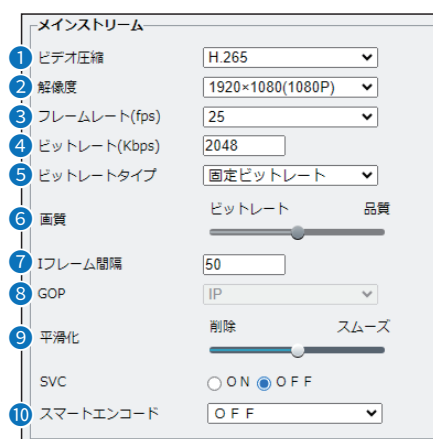 メインストリーム
1 ビデオ圧縮 H.265
2 解像度 1920×1080(1080P)
3 フレームレート(fps) 25
4 ビットレート(Kbps) 2048
5 ビットレートタイプ 固定ビットレート
ビットレート 品質
6 画質
7 Iフレーム間隔 50
8 GOP IP
削除 スムーズ
9 平滑化
SVC ON OFF
10 スマートエンコード OFF